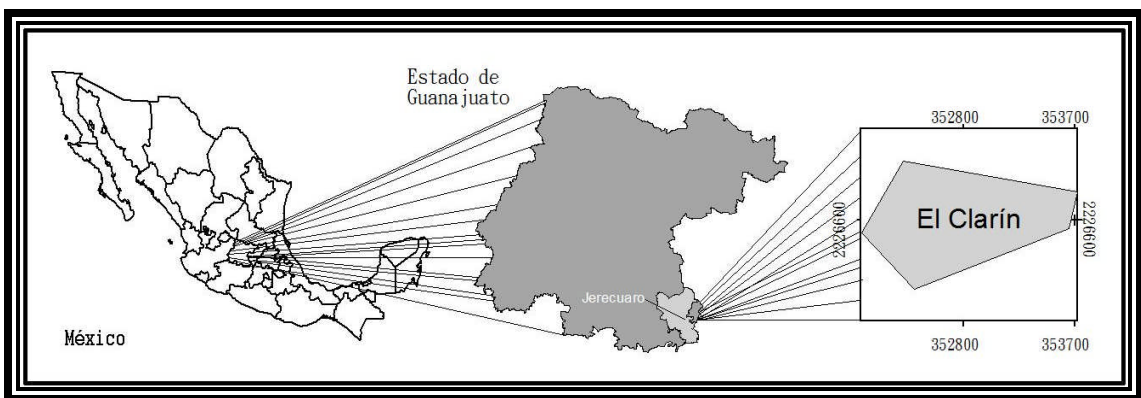 Estado de
Guanajuato
México
Jerecuaro
352800 353700
2226600
El Clarín
2226600
352800 353700